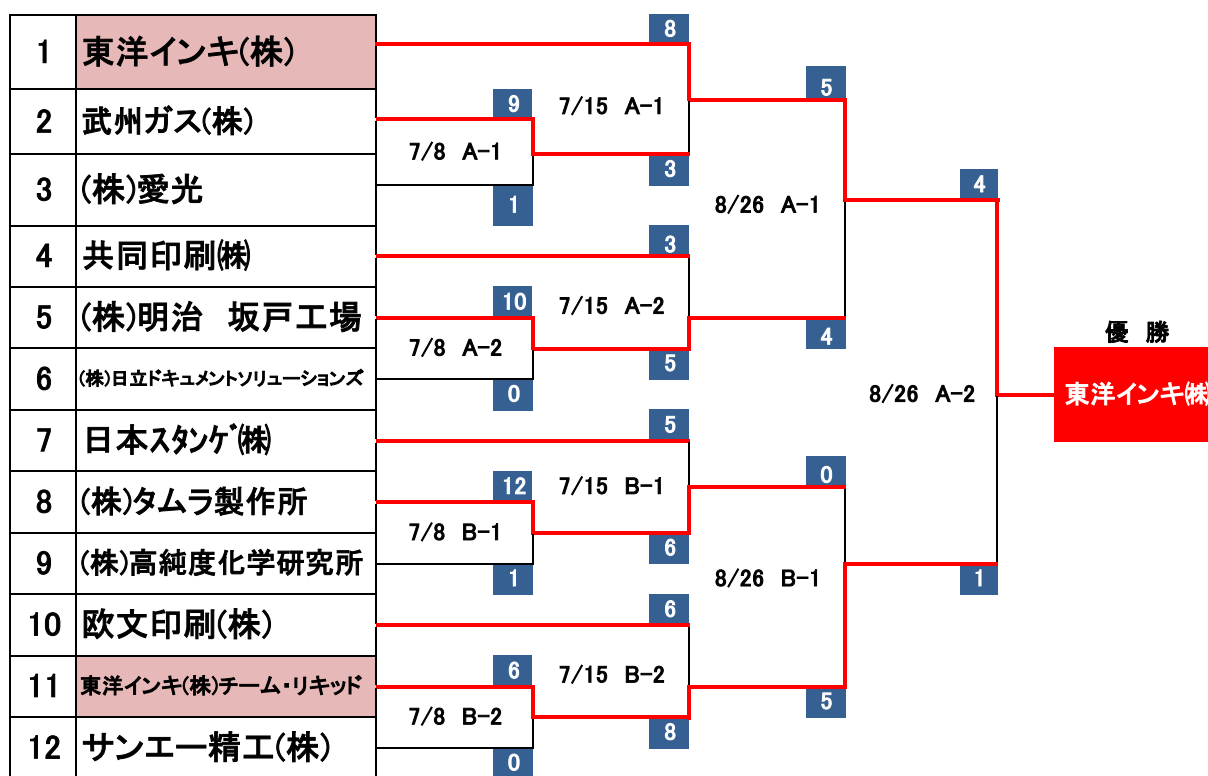 1 東洋インキ(株)
2 武州ガス(株)
3 (株)愛光
4 共同印刷㈱
5 (株)明治 坂戸工場
6 (株)日立ドキュメントソリューションズ
7 日本スタンゲ㈱
8 (株)タムラ製作所
9 (株)高純度化学研究所
10 欧文印刷(株)
11 東洋インキ(株)チーム・リキッド
12 サンエー精工(株)
9
7/8 A-1
1
10
7/8 A-2
0
12
7/8 B-1
1
6
7/8 B-2
0
8
7/15 A-1
3
3
7/15 A-2
5
5
7/15 B-1
6
6
7/15 B-2
8
5
8/26 A-1
4
0
8/26 B-1
5
4
8/26 A-2
1
優 勝
東洋インキ㈱